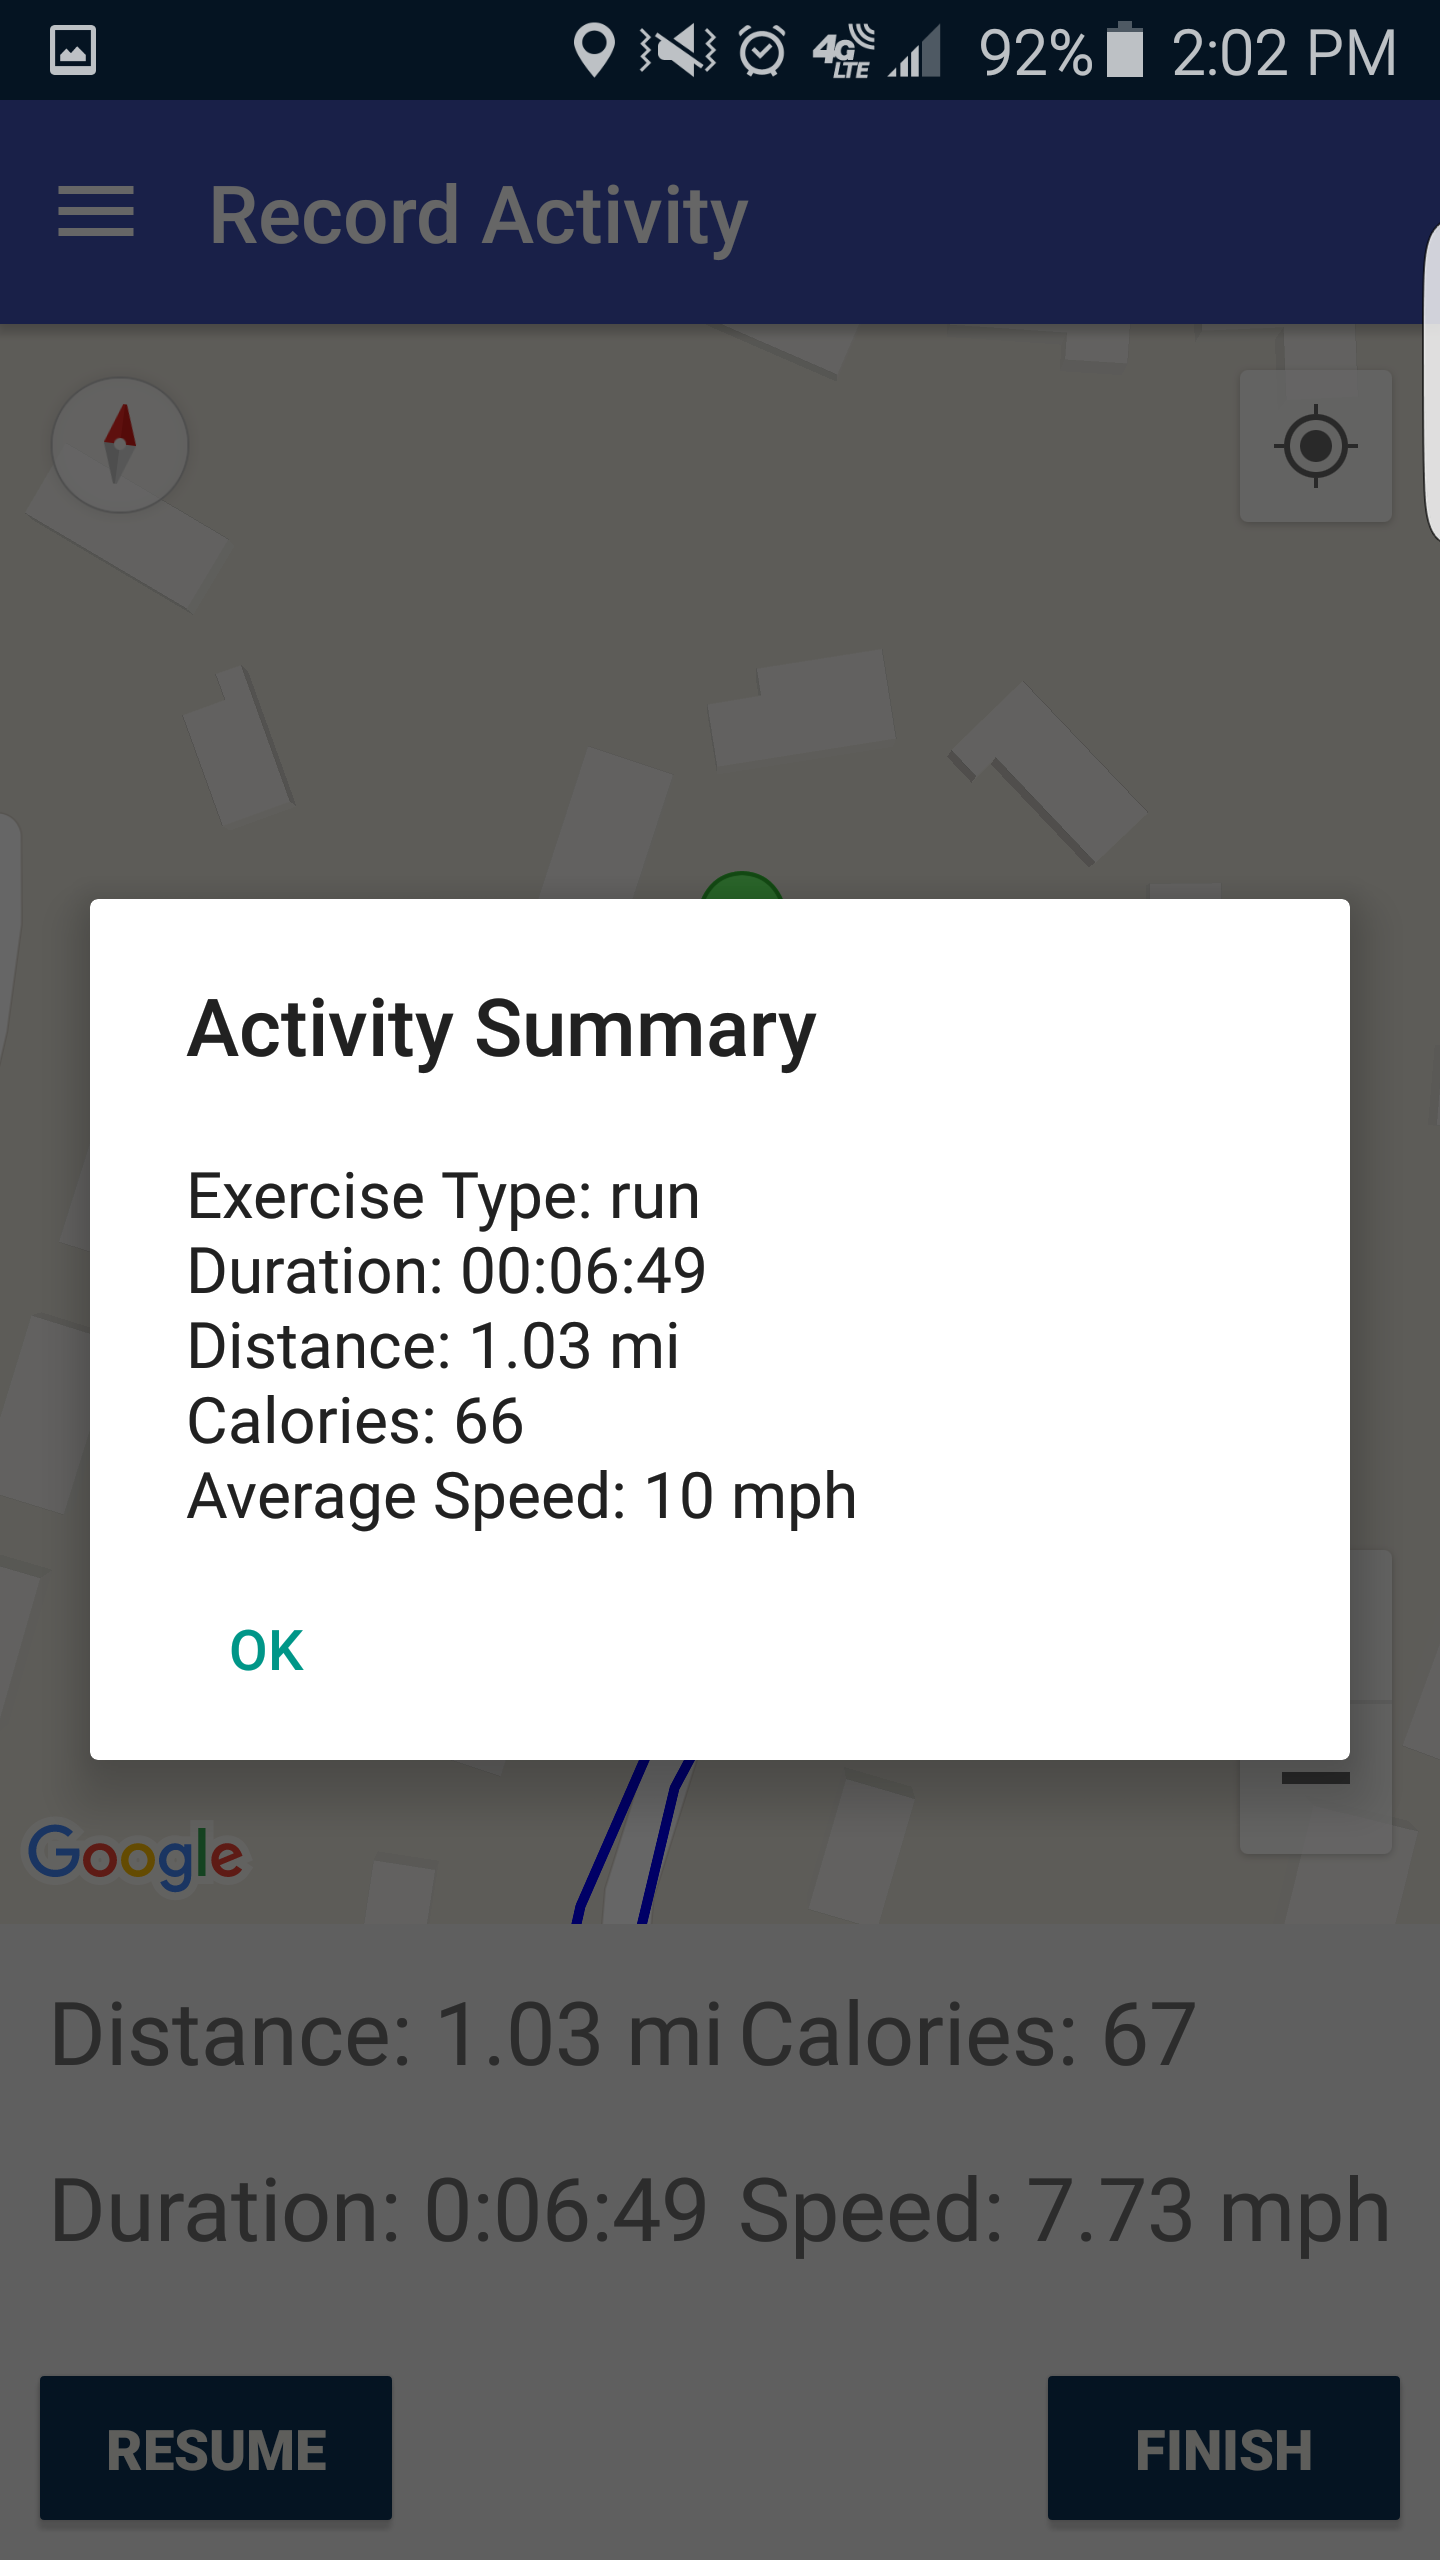 92% 2:02 PM
Record Activity
Activity Summary
Exercise Type: run
Duration: 00:06:49
Distance: 1.03 mi
Calories: 66
Average Speed: 10 mph
OK
Google
Distance: 1.03 mi Calories: 67
Duration: 0:06:49 Speed: 7.73 mph
RESUME FINISH
4G LTE